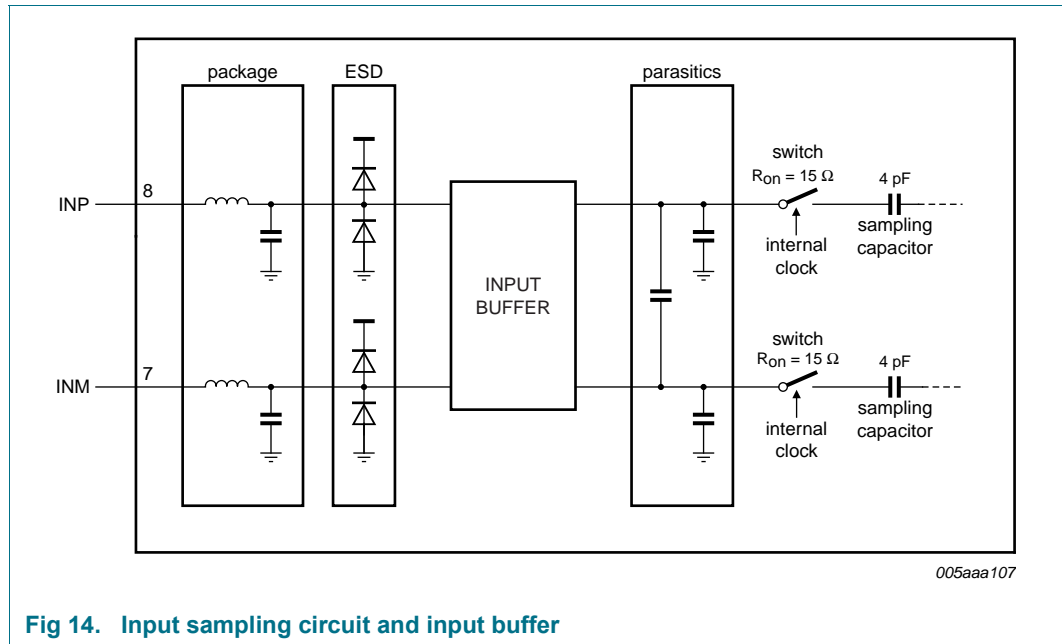 package
ESD
parasitics
switch
Ron = 15 Ω
4 pF
INP
8
internal
clock
sampling
capacitor
INPUT
BUFFER
switch
Ron = 15 Ω
4 pF
INM
7
internal
clock
sampling
capacitor
005aaa107
Fig 14. Input sampling circuit and input buffer